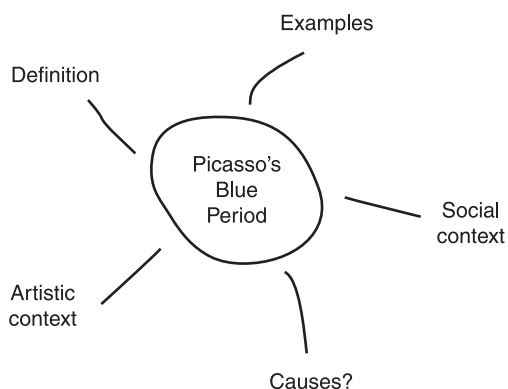 Examples
Definition
Picasso’s
Blue
Period
Social
context
Artistic
context
Causes?